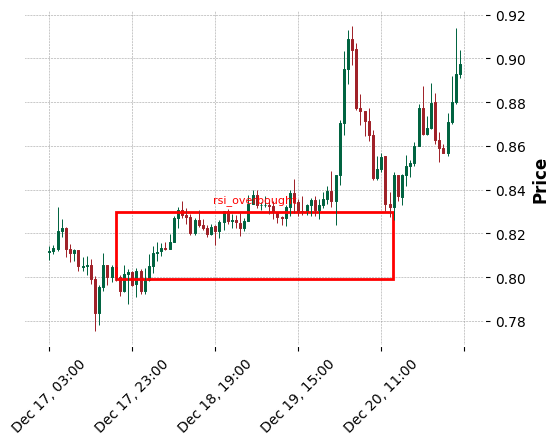 0.92
0.90
0.88
0.86
0.84
0.82
0.80
0.78
Price
rsi_overbought
Dec 17, 03:00
Dec 17, 23:00
Dec 18, 19:00
Dec 19, 15:00
Dec 20, 11:00